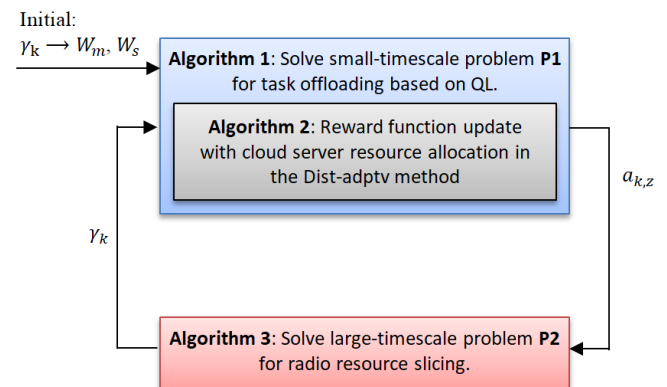 Initial:
γk → Wm, Ws
Algorithm 1: Solve small-timescale problem P1
for task offloading based on QL.
Algorithm 2: Reward function update
with cloud server resource allocation in
the Dist-adptv method
ak,z
γk
Algorithm 3: Solve large-timescale problem P2
for radio resource slicing.